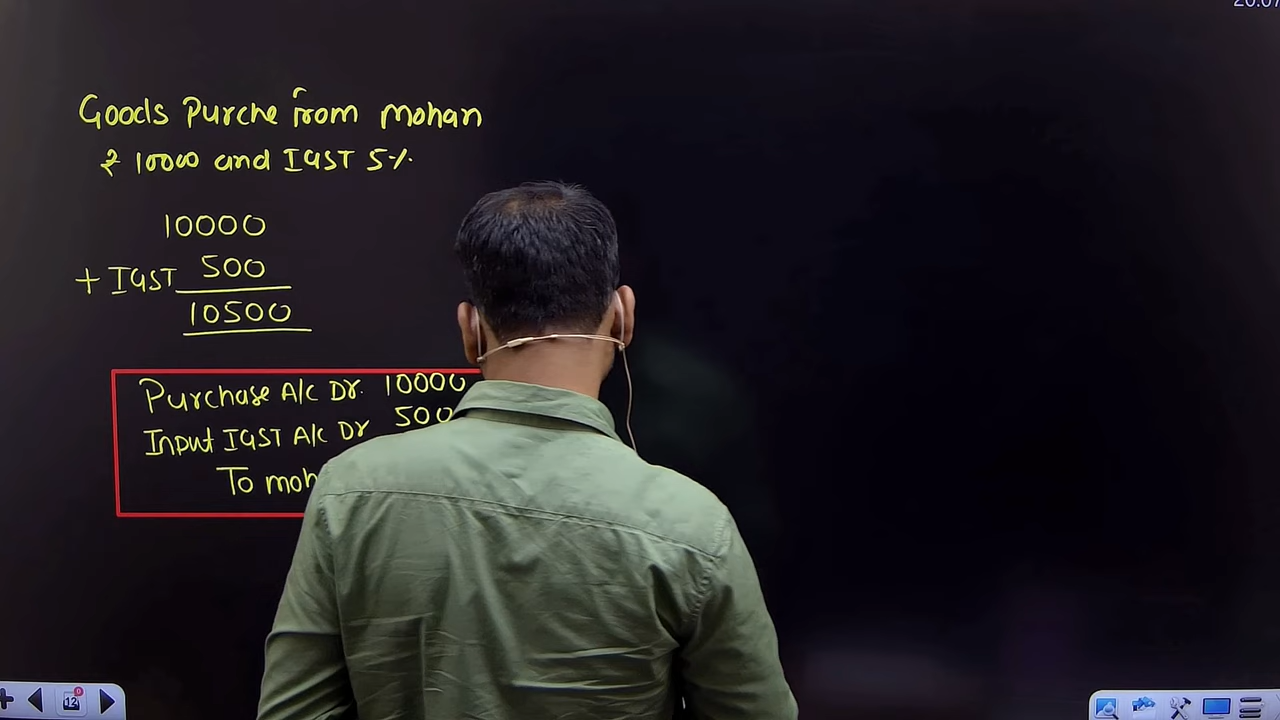 Goods Purche from mohan
₹ 10000 and IGST 5%
10000
+ IGST 500
10500
Purchase A/c Dr. 10000
Input IGST A/c Dr 500
To moh
12